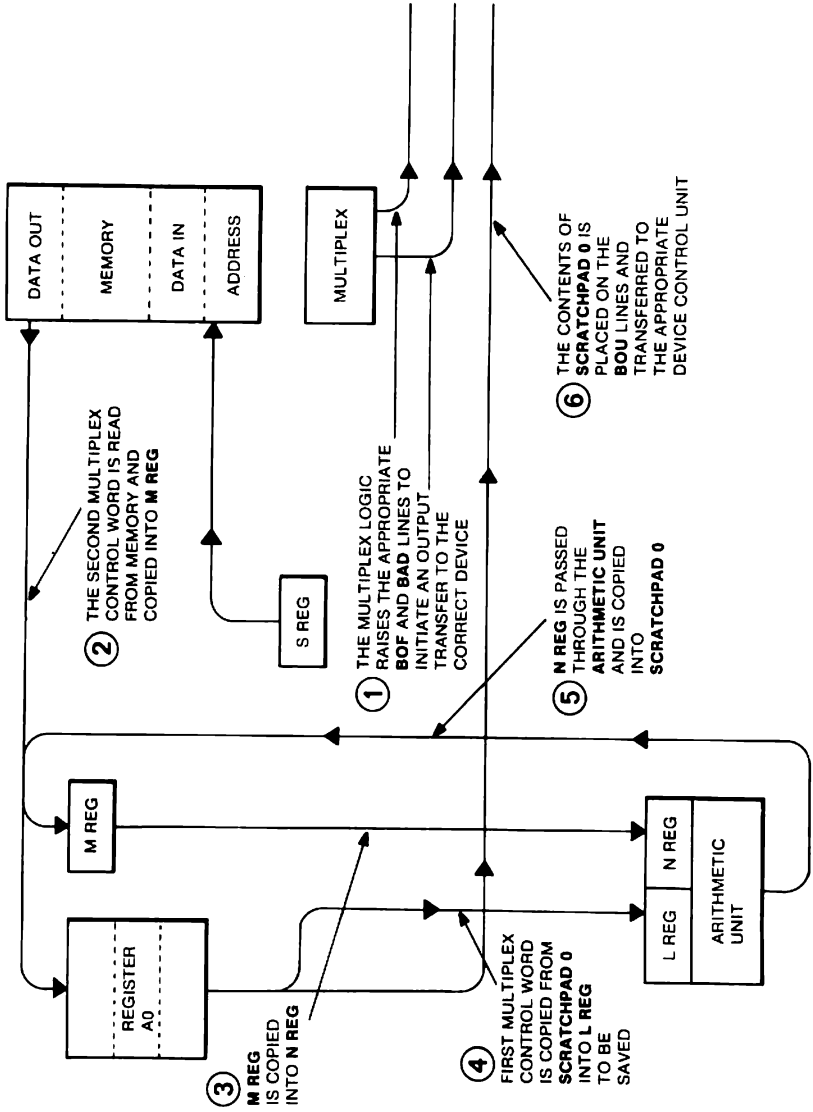 DATA OUT
MEMORY
DATA IN
ADDRESS
MULTIPLEX
2
THE SECOND MULTIPLEX
CONTROL WORD IS READ
FROM MEMORY AND
COPIED INTO M REG
S REG
1
THE MULTIPLEX LOGIC
RAISES THE APPROPRIATE
BOF AND BAD LINES TO
INITIATE AN OUTPUT
TRANSFER TO THE
CORRECT DEVICE
6
THE CONTENTS OF
SCRATCHPAD 0 IS
PLACED ON THE
BOU LINES AND
TRANSFERRED TO
THE APPROPRIATE
DEVICE CONTROL UNIT
5
N REG IS PASSED
THROUGH THE
ARITHMETIC UNIT
AND IS COPIED
INTO
SCRATCHPAD 0
M REG
REGISTER
A0
L REG
N REG
ARITHMETIC
UNIT
3
M REG
IS COPIED
INTO N REG
4
FIRST MULTIPLEX
CONTROL WORD
IS COPIED FROM
SCRATCHPAD 0
INTO L REG
TO BE
SAVED